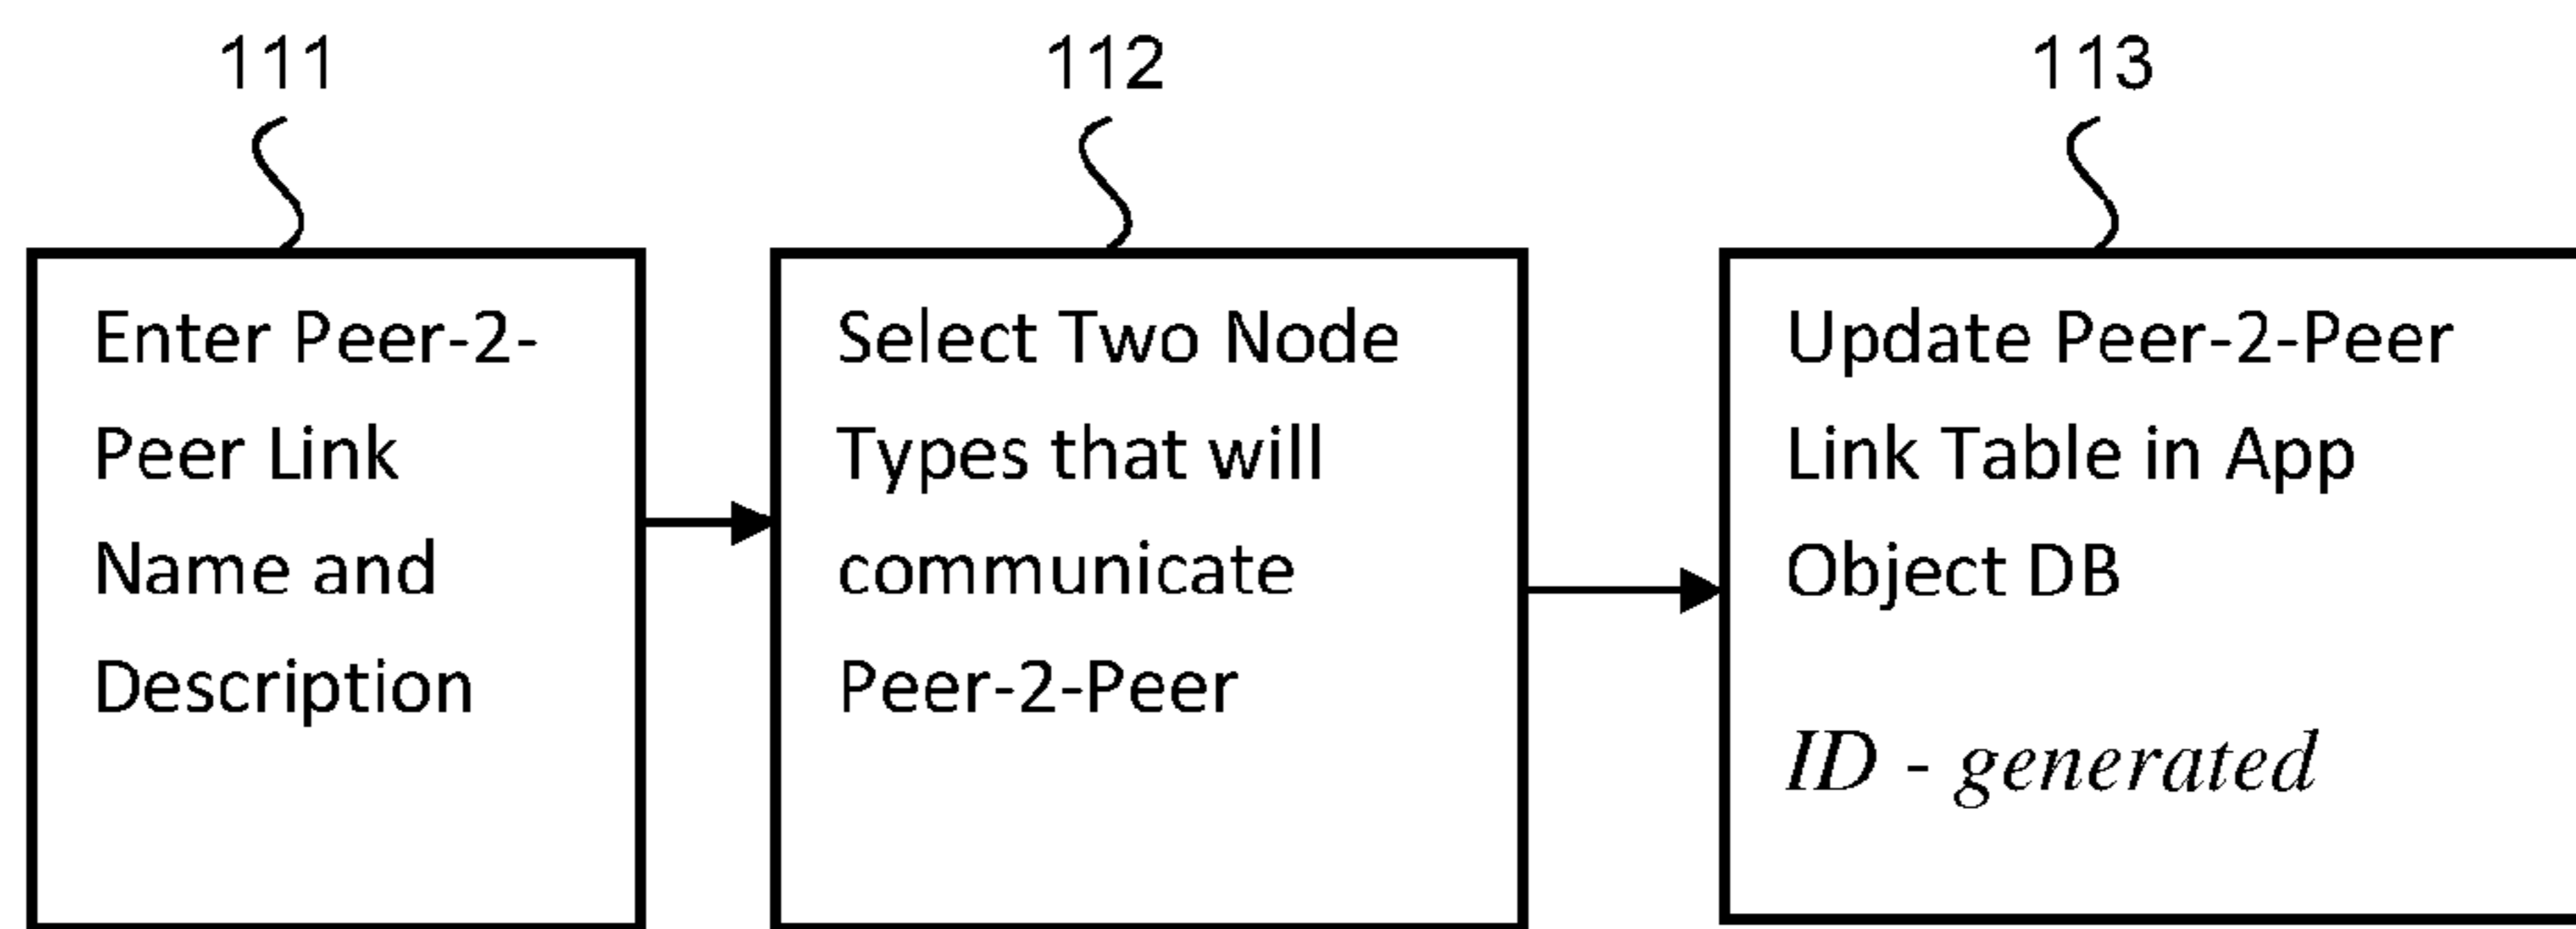 111
112
113
Enter Peer-2-
Peer Link
Name and
Description
Select Two Node
Types that will
communicate
Peer-2-Peer
Update Peer-2-Peer
Link Table in App
Object DB
ID - generated